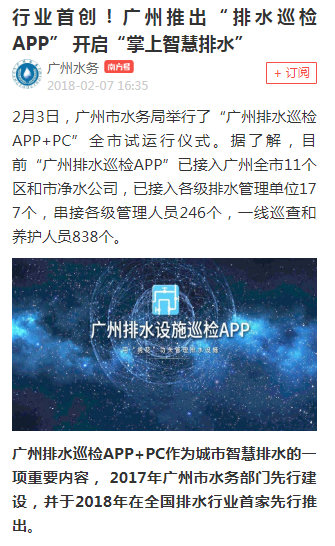 行业首创！广州推出“排水巡检
APP” 开启“掌上智慧排水”
广州水务 南方号
2018-02-07 16:35
+ 订阅
2月3日，广州市水务局举行了“广州排水巡检
APP+PC”全市试运行仪式。据了解，目
前“广州排水巡检APP”已接入广州全市11个
区和市净水公司，已接入各级排水管理单位17
7个，串接各级管理人员246个，一线巡查和
养护人员838个。
广州排水设施巡检APP
广州排水巡检APP+PC作为城市智慧排水的一
项重要内容， 2017年广州市水务部门先行建
设，并于2018年在全国排水行业首家先行推
出。